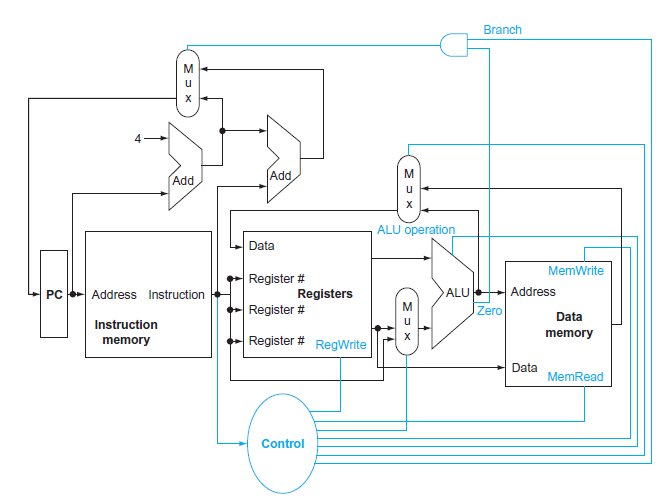 Branch
M
u
x
4
Add
Add
M
u
x
ALU operation
Data
Register #
Registers
Register #
Register # RegWrite
PC
Address Instruction
Instruction
memory
M
u
x
ALU
Zero
MemWrite
Address
Data
memory
Data
MemRead
Control